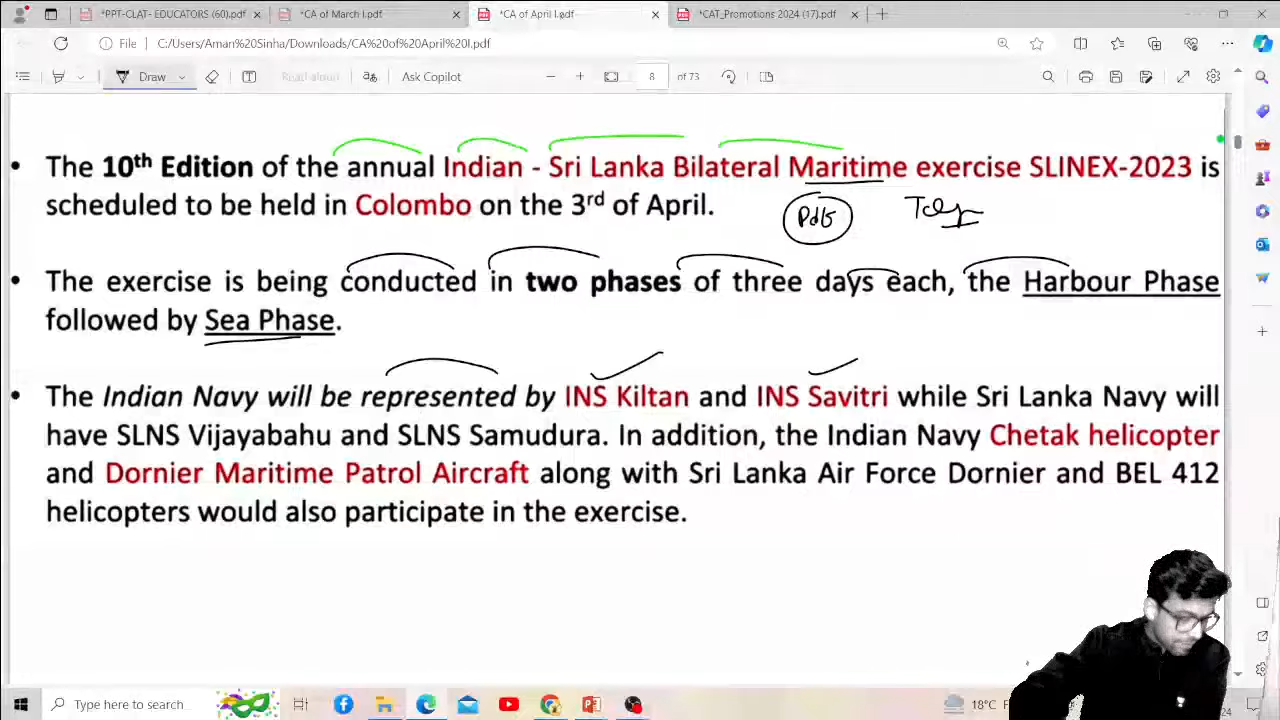 *PPT-CLAT- EDUCATORS (60).pdf
*CA of March I.pdf
*CA of April I.pdf
*CAT_Promotions 2024 (17).pdf
File
C:/Users/Aman%20Sinha/Downloads/CA%20of%20April%20I.pdf
Draw
Read aloud
Ask Copilot
8 of 73
• The 10th Edition of the annual Indian - Sri Lanka Bilateral Maritime exercise SLINEX-2023 is
scheduled to be held in Colombo on the 3rd of April.
Pdf
• The exercise is being conducted in two phases of three days each, the Harbour Phase
followed by Sea Phase.
• The Indian Navy will be represented by INS Kiltan and INS Savitri while Sri Lanka Navy will
have SLNS Vijayabahu and SLNS Samudura. In addition, the Indian Navy Chetak helicopter
and Dornier Maritime Patrol Aircraft along with Sri Lanka Air Force Dornier and BEL 412
helicopters would also participate in the exercise.
Type here to search
18°C